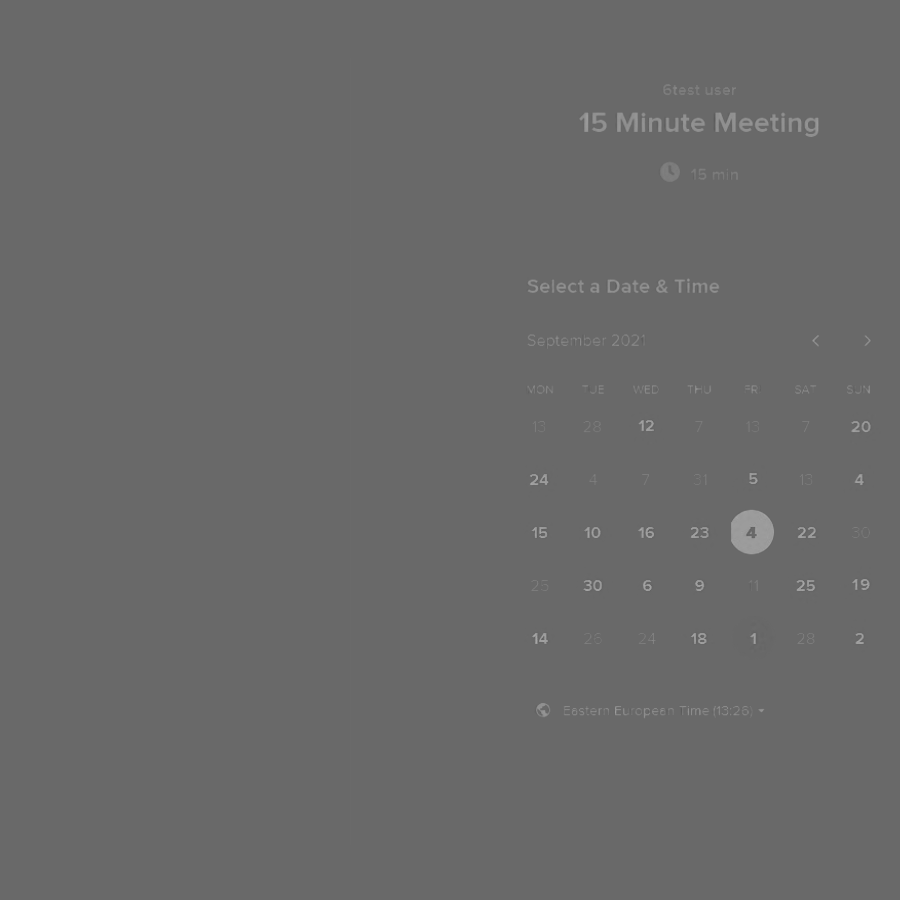 6test user
15 Minute Meeting
15 min
Select a Date & Time
September 2021
MON TUE WED THU FRI SAT SUN
13 28 12 7 13 7 20
24 4 7 31 5 13 4
15 10 16 23 4 22 30
25 30 6 9 11 25 19
14 26 24 18 1 28 2
Eastern European Time (13:26)